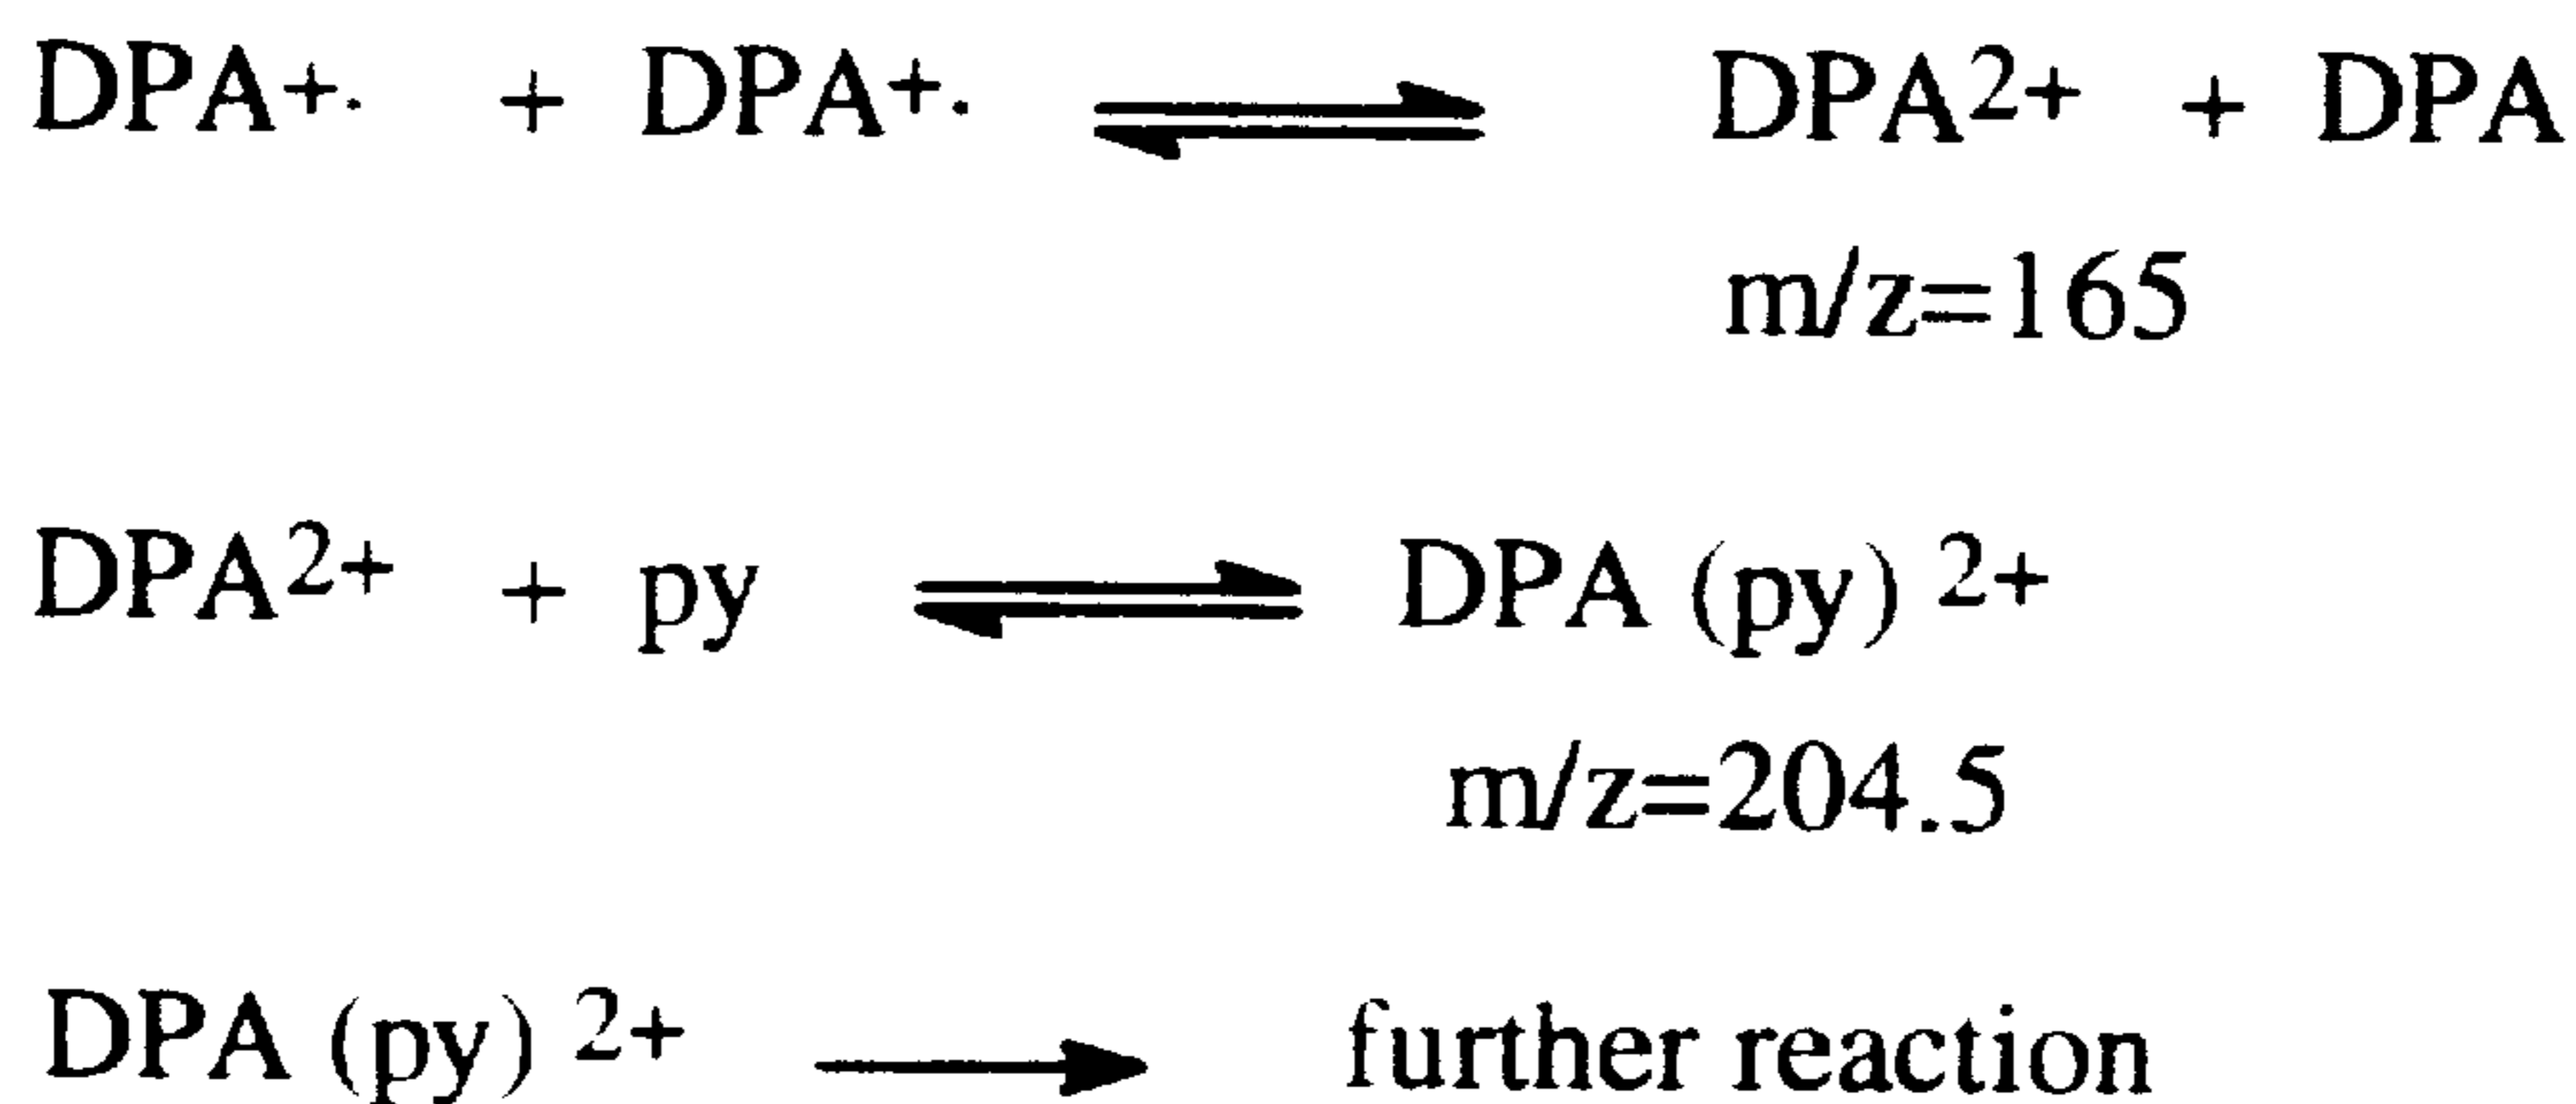 DPA+· + DPA+· ⇌ DPA2+ + DPA
m/z=165
DPA2+ + py ⇌ DPA (py) 2+
m/z=204.5
DPA (py) 2+ → further reaction